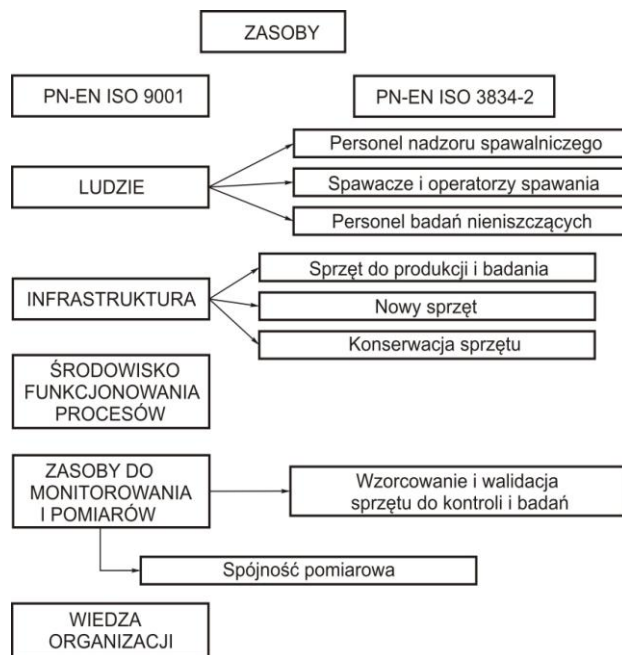 ZASOBY
PN-EN ISO 9001
PN-EN ISO 3834-2
LUDZIE
Personel nadzoru spawalniczego
Spawacze i operatorzy spawania
Personel badań nieniszczących
INFRASTRUKTURA
Sprzęt do produkcji i badania
Nowy sprzęt
Konserwacja sprzętu
ŚRODOWISKO
FUNKCJONOWANIA
PROCESÓW
ZASOBY DO
MONITOROWANIA
I POMIARÓW
Wzorcowanie i walidacja
sprzętu do kontroli i badań
Spójność pomiarowa
WIEDZA
ORGANIZACJI